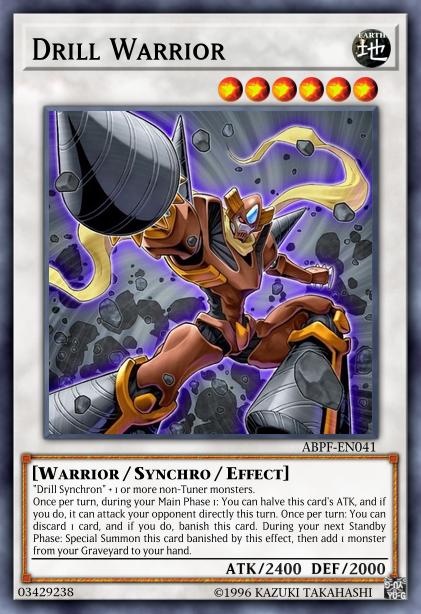 DRILL WARRIOR
EARTH
地
ABPF-EN041
[WARRIOR / SYNCHRO / EFFECT]
"Drill Synchron" + 1 or more non-Tuner monsters.
Once per turn, during your Main Phase 1: You can halve this card's ATK, and if
you do, it can attack your opponent directly this turn. Once per turn: You can
discard 1 card, and if you do, banish this card. During your next Standby
Phase: Special Summon this card banished by this effect, then add 1 monster
from your Graveyard to your hand.
ATK/2400 DEF/2000
03429238
©1996 KAZUKI TAKAHASHI